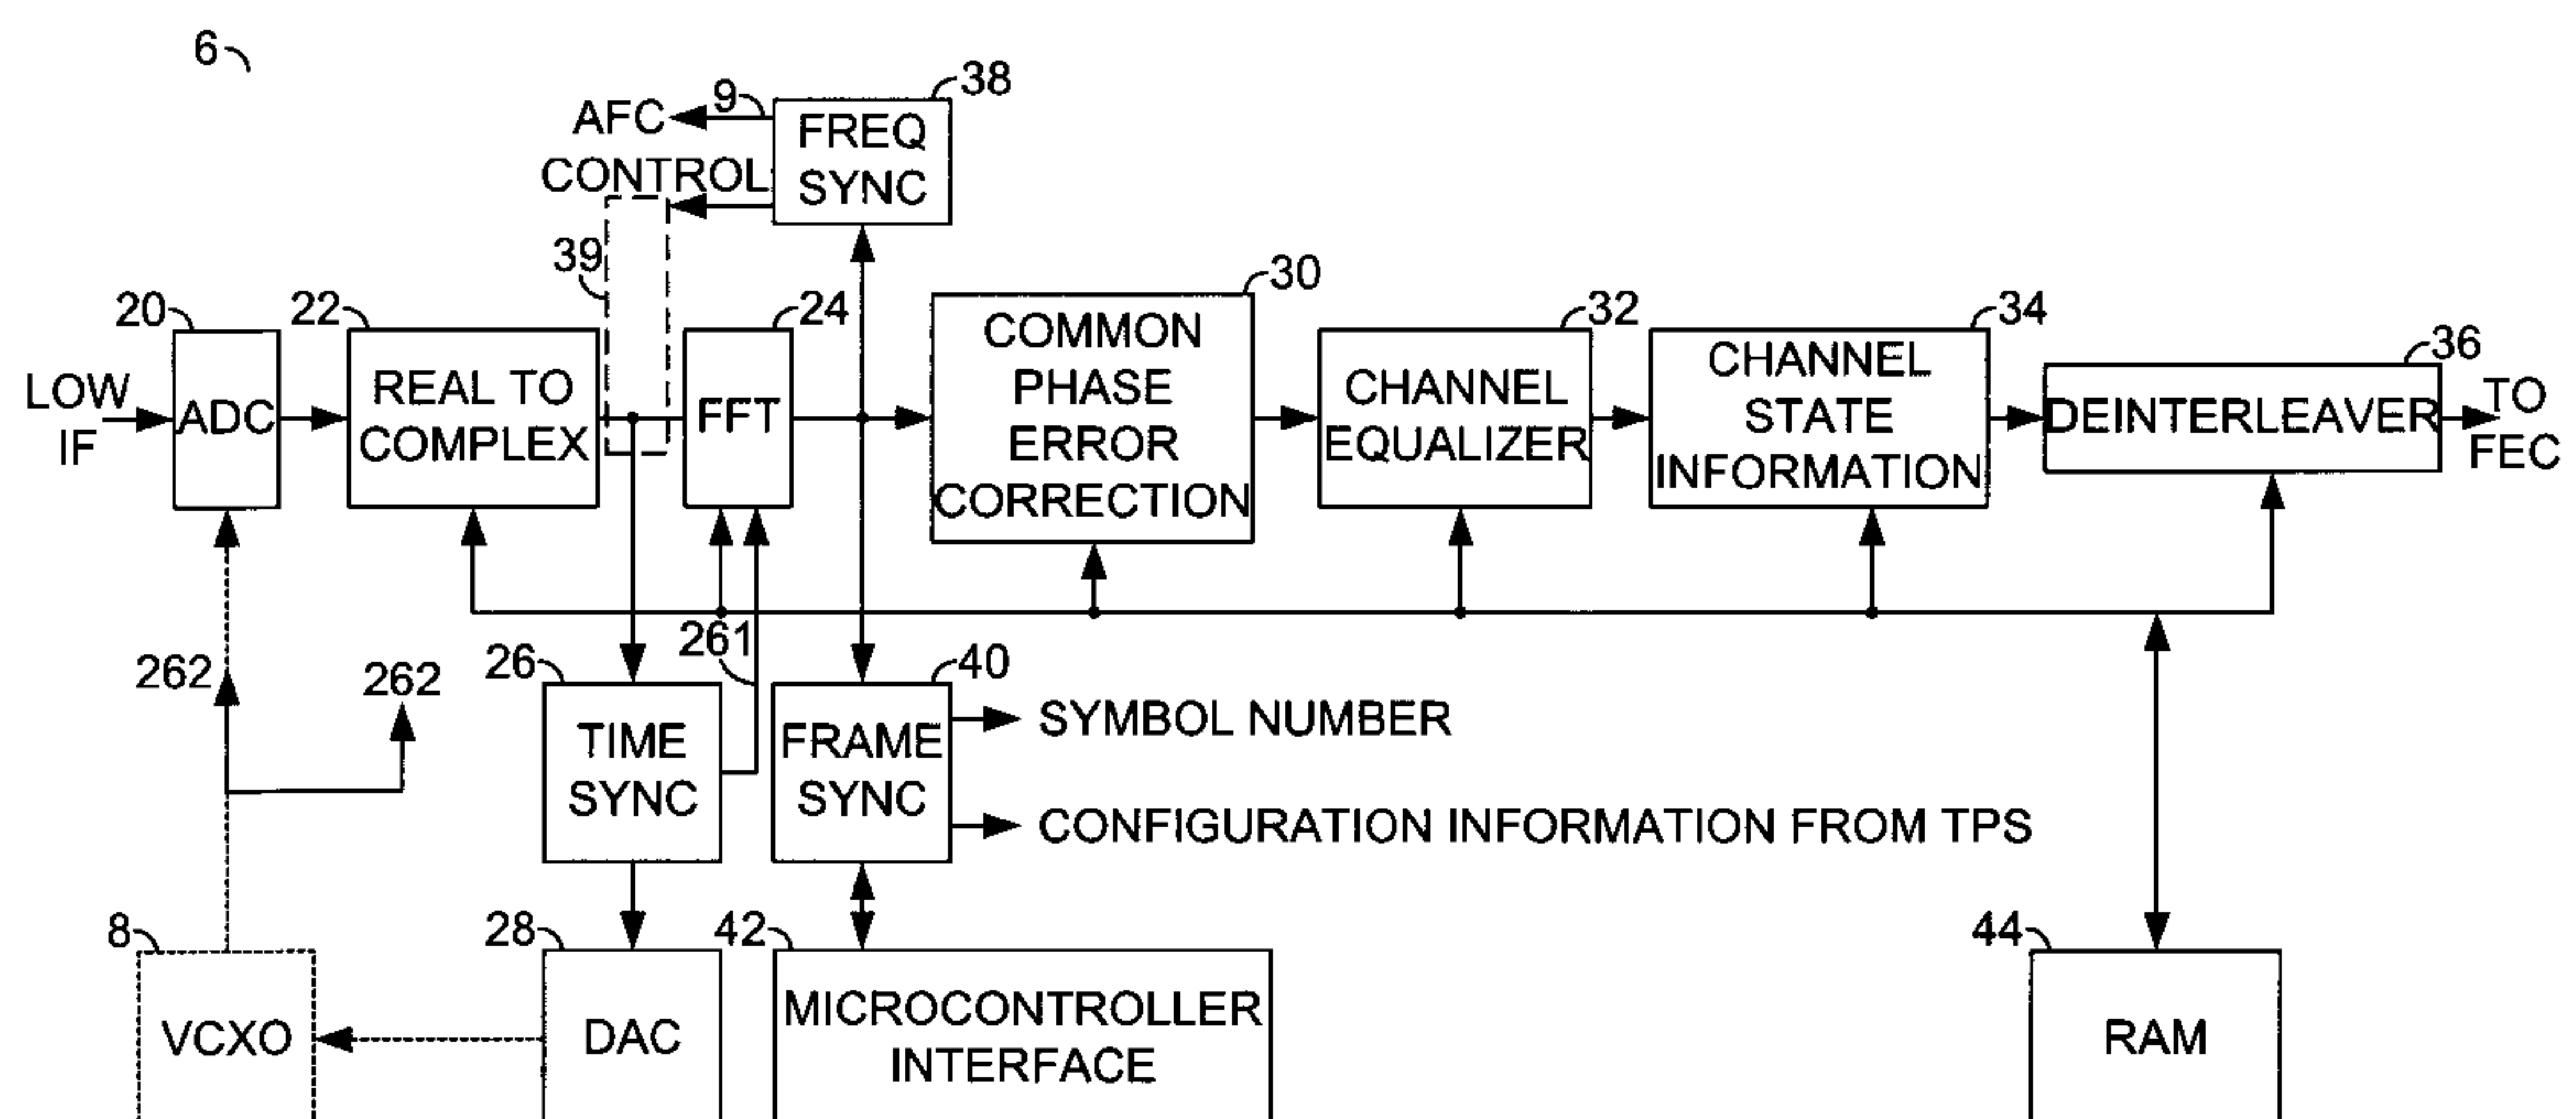 6
AFC
9
38
FREQ
SYNC
CONTROL
39
20
22
24
30
32
34
36
LOW
IF
ADC
REAL TO
COMPLEX
FFT
COMMON
PHASE
ERROR
CORRECTION
CHANNEL
EQUALIZER
CHANNEL
STATE
INFORMATION
DEINTERLEAVER
TO
FEC
262
262
26
261
40
TIME
SYNC
FRAME
SYNC
SYMBOL NUMBER
CONFIGURATION INFORMATION FROM TPS
8
28
42
44
VCXO
DAC
MICROCONTROLLER
INTERFACE
RAM